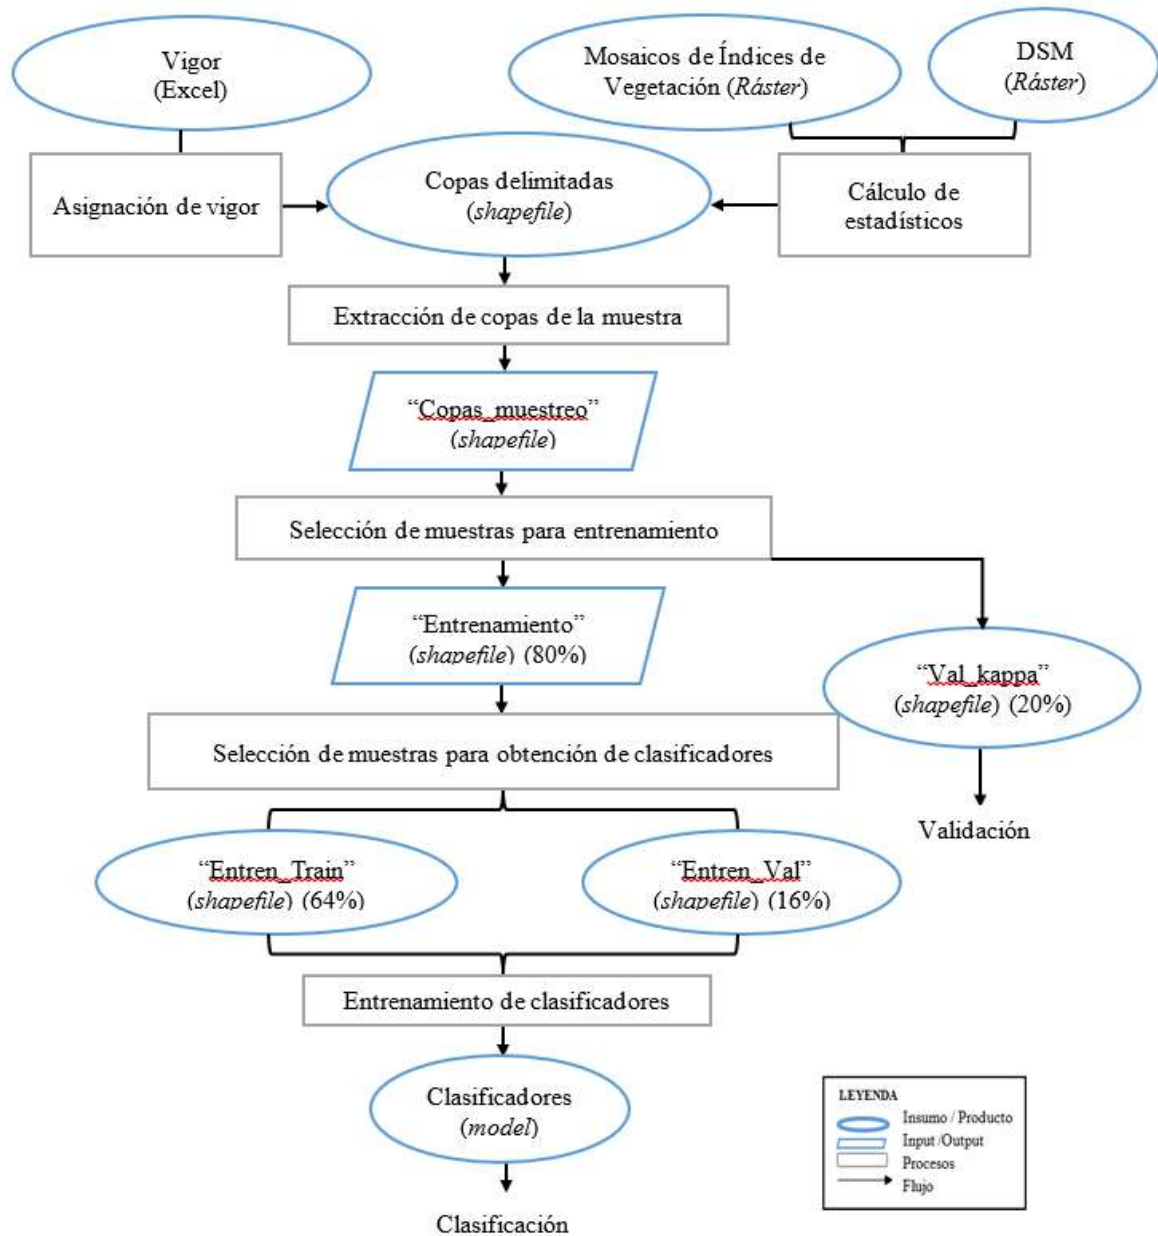 Vigor
(Excel)
Mosaicos de Índices de
Vegetación (Ráster)
DSM
(Ráster)
Asignación de vigor
Copas delimitadas
(shapefile)
Cálculo de
estadísticos
Extracción de copas de la muestra
“Copas_muestreo”
(shapefile)
Selección de muestras para entrenamiento
“Entrenamiento”
(shapefile) (80%)
“Val_kappa”
(shapefile) (20%)
Selección de muestras para obtención de clasificadores
Validación
“Entren_Train”
(shapefile) (64%)
“Entren_Val”
(shapefile) (16%)
Entrenamiento de clasificadores
Clasificadores
(model)
Clasificación
LEYENDA
Insumo / Producto
Input /Output
Procesos
Flujo